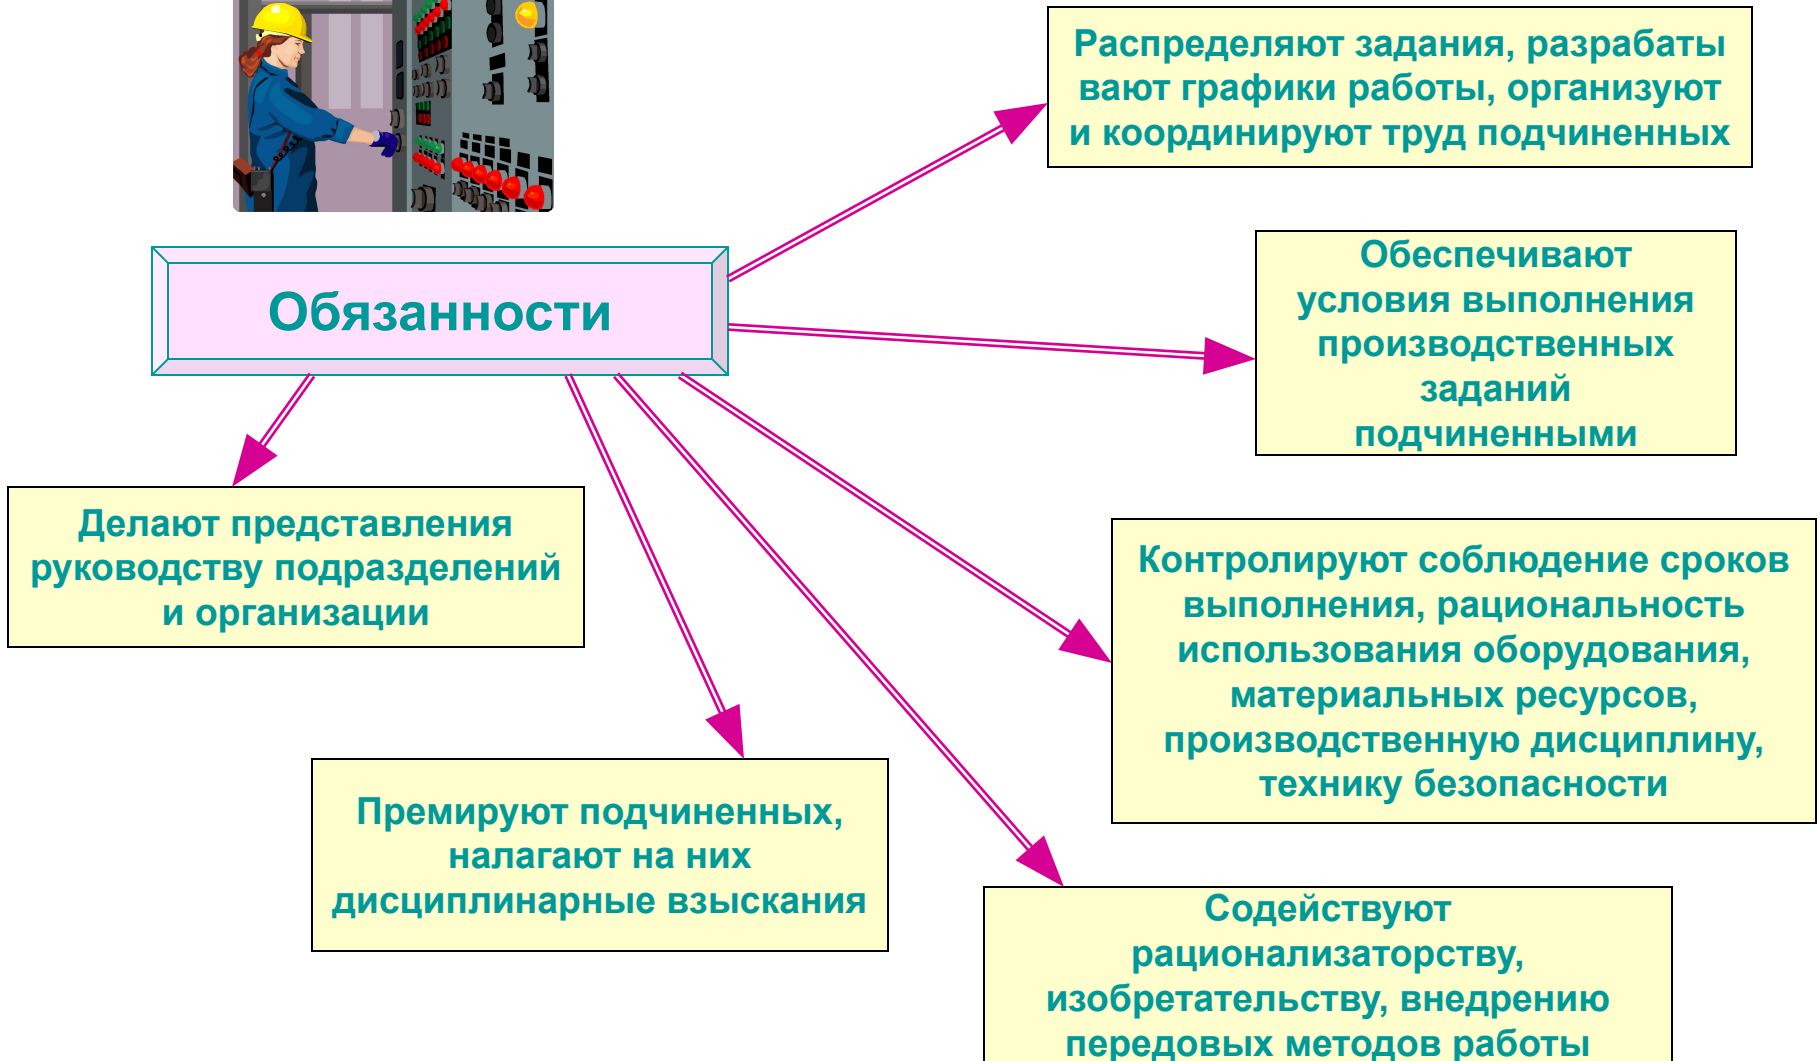 Распределяют задания, разрабаты
вают графики работы, организуют
и координируют труд подчиненных
Обеспечивают
условия выполнения
производственных
заданий
подчиненными
Обязанности
Делают представления
руководству подразделений
и организации
Контролируют соблюдение сроков
выполнения, рациональность
использования оборудования,
материальных ресурсов,
производственную дисциплину,
технику безопасности
Премируют подчиненных,
налагают на них
дисциплинарные взыскания
Содействуют
рационализаторству,
изобретательству, внедрению
передовых методов работы